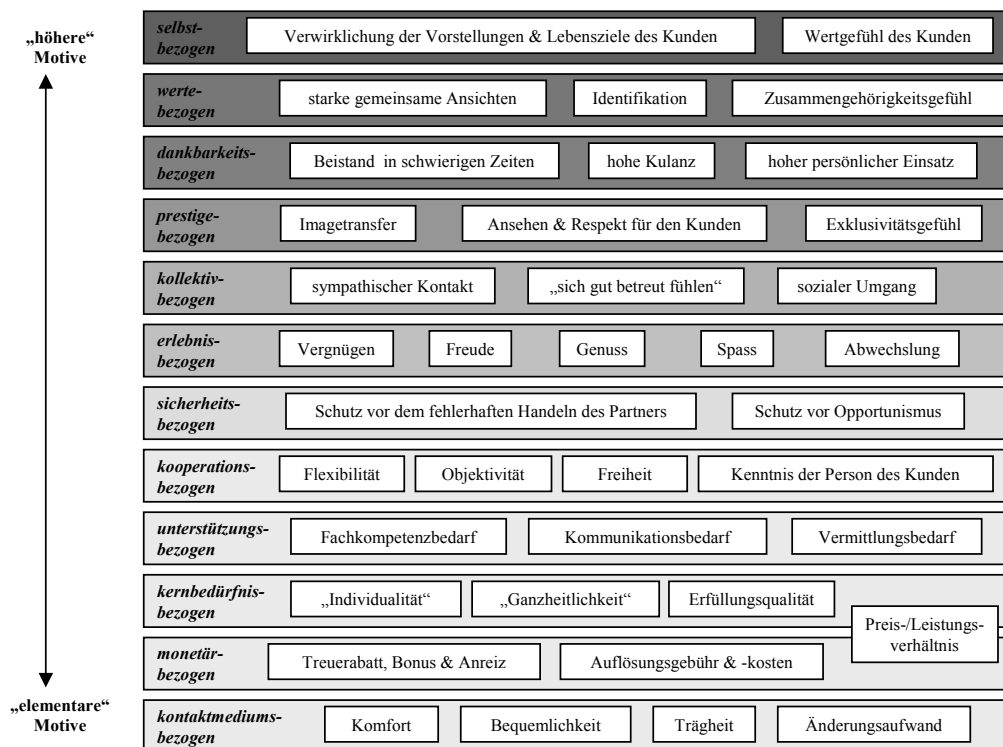 „höhere“
Motive
selbst-
bezogen
Verwirklichung der Vorstellungen & Lebensziele des Kunden
Wertgefühl des Kunden
werte-
bezogen
starke gemeinsame Ansichten
Identifikation
Zusammengehörigkeitsgefühl
dankbarkeits-
bezogen
Beistand in schwierigen Zeiten
hohe Kulanz
hoher persönlicher Einsatz
prestige-
bezogen
Imagetransfer
Ansehen & Respekt für den Kunden
Exklusivitätsgefühl
kollektiv-
bezogen
sympathischer Kontakt
„sich gut betreut fühlen“
sozialer Umgang
erlebnis-
bezogen
Vergnügen
Freude
Genuss
Spass
Abwechslung
sicherheits-
bezogen
Schutz vor dem fehlerhaften Handeln des Partners
Schutz vor Opportunismus
kooperations-
bezogen
Flexibilität
Objektivität
Freiheit
Kenntnis der Person des Kunden
unterstützungs-
bezogen
Fachkompetenzbedarf
Kommunikationsbedarf
Vermittlungsbedarf
kernbedürfnis-
bezogen
„Individualität“
„Ganzheitlichkeit“
Erfüllungsqualität
Preis-/Leistungs-
verhältnis
monetär-
bezogen
Treuerabatt, Bonus & Anreiz
Auflösungsgebühr & -kosten
„elementare“
Motive
kontaktmediums-
bezogen
Komfort
Bequemlichkeit
Trägheit
Änderungsaufwand